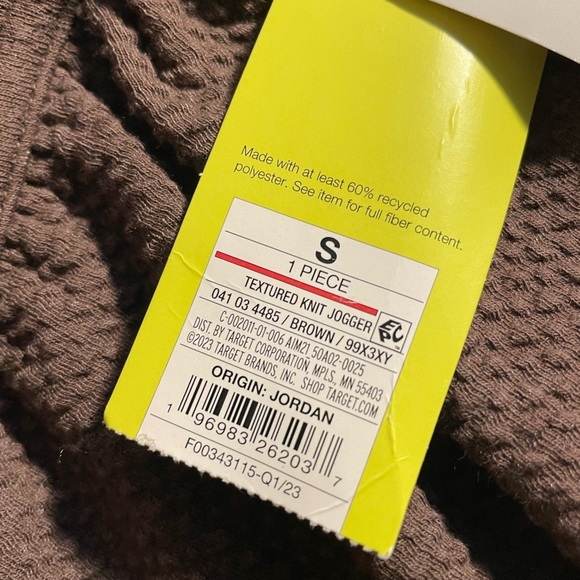 Made with at least 60% recycled
polyester. See item for full fiber content.
S
1 PIECE
TEXTURED KNIT JOGGER
041 03 4485 / BROWN / 99X3XY
C-002011-01-006 AIM21_50A02-0025
DIST. BY TARGET CORPORATION, MPLS, MN 55403
©2023 TARGET BRANDS, INC. SHOP TARGET.COM
ORIGIN: JORDAN
1 96983 26203 7
F00343115-Q1/23